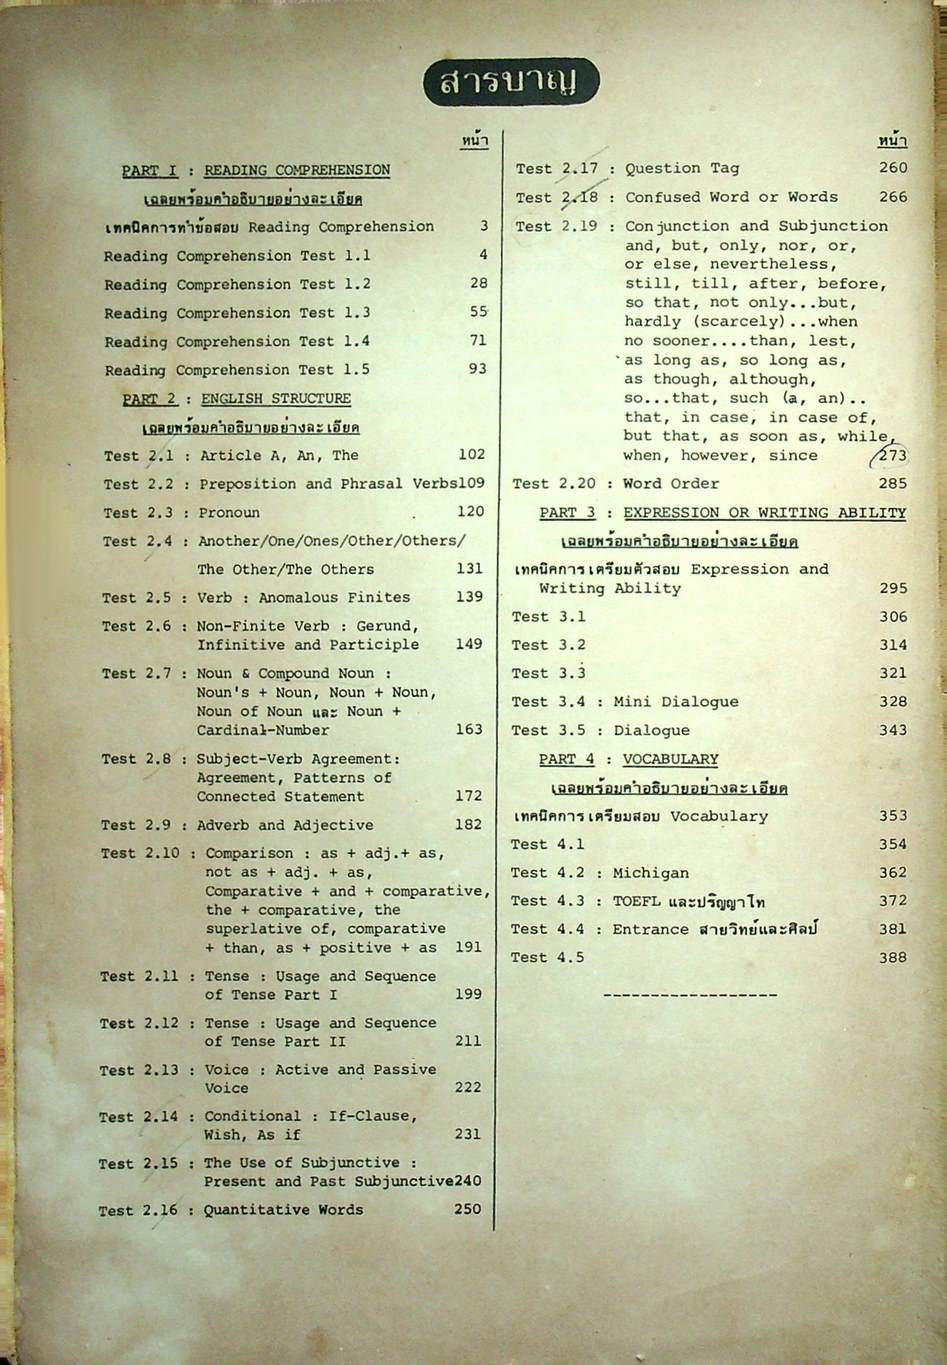 สารบาญ
หน้า
PART I : READING COMPREHENSION
เฉลยพร้อมคำอธิบายอย่างละเอียด
เทคนิคการทำข้อสอบ Reading Comprehension 3
Reading Comprehension Test 1.1 4
Reading Comprehension Test 1.2 28
Reading Comprehension Test 1.3 55
Reading Comprehension Test 1.4 71
Reading Comprehension Test 1.5 93
PART 2 : ENGLISH STRUCTURE
เฉลยพร้อมคำอธิบายอย่างละเอียด
Test 2.1 : Article A, An, The 102
Test 2.2 : Preposition and Phrasal Verbs109
Test 2.3 : Pronoun 120
Test 2.4 : Another/One/Ones/Other/Others/
The Other/The Others 131
Test 2.5 : Verb : Anomalous Finites 139
Test 2.6 : Non-Finite Verb : Gerund,
Infinitive and Participle 149
Test 2.7 : Noun & Compound Noun :
Noun's + Noun, Noun + Noun,
Noun of Noun และ Noun +
Cardinal-Number 163
Test 2.8 : Subject-Verb Agreement:
Agreement, Patterns of
Connected Statement 172
Test 2.9 : Adverb and Adjective 182
Test 2.10 : Comparison : as + adj.+ as,
not as + adj. + as,
Comparative + and + comparative,
the + comparative, the
superlative of, comparative
+ than, as + positive + as 191
Test 2.11 : Tense : Usage and Sequence
of Tense Part I 199
Test 2.12 : Tense : Usage and Sequence
of Tense Part II 211
Test 2.13 : Voice : Active and Passive
Voice 222
Test 2.14 : Conditional : If-Clause,
Wish, As if 231
Test 2.15 : The Use of Subjunctive :
Present and Past Subjunctive240
Test 2.16 : Quantitative Words 250
หน้า
Test 2.17 : Question Tag 260
Test 2.18 : Confused Word or Words 266
Test 2.19 : Conjunction and Subjunction
and, but, only, nor, or,
or else, nevertheless,
still, till, after, before,
so that, not only...but,
hardly (scarcely)...when
no sooner....than, lest,
as long as, so long as,
as though, although,
so...that, such (a, an)..
that, in case, in case of,
but that, as soon as, while,
when, however, since 273
Test 2.20 : Word Order 285
PART 3 : EXPRESSION OR WRITING ABILITY
เฉลยพร้อมคำอธิบายอย่างละเอียด
เทคนิคการเตรียมตัวสอบ Expression and
Writing Ability 295
Test 3.1 306
Test 3.2 314
Test 3.3 321
Test 3.4 : Mini Dialogue 328
Test 3.5 : Dialogue 343
PART 4 : VOCABULARY
เฉลยพร้อมคำอธิบายอย่างละเอียด
เทคนิคการเตรียมสอบ Vocabulary 353
Test 4.1 354
Test 4.2 : Michigan 362
Test 4.3 : TOEFL และปริญญาโท 372
Test 4.4 : Entrance สายวิทย์และศิลป์ 381
Test 4.5 388
------------------